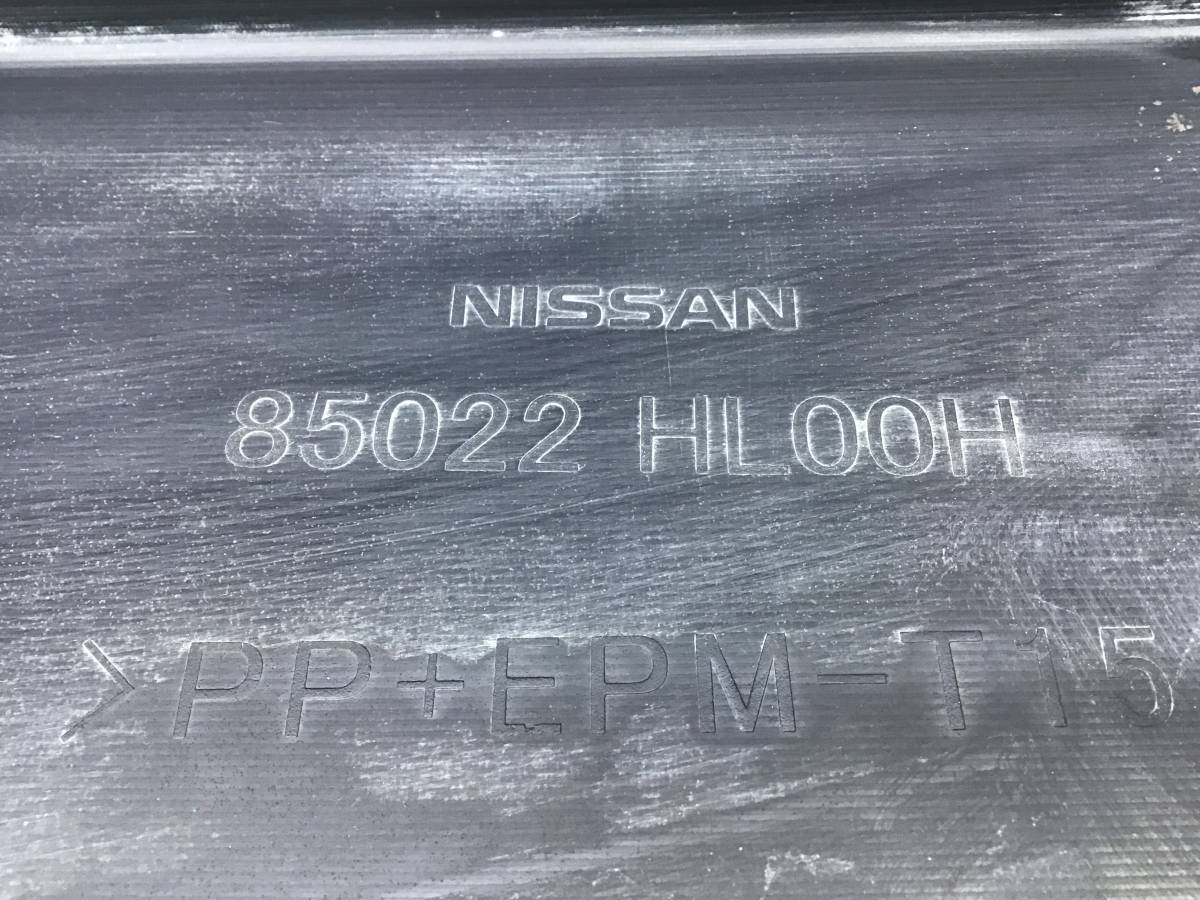 NISSAN
85022 HL00H
>PP+EPM-T15